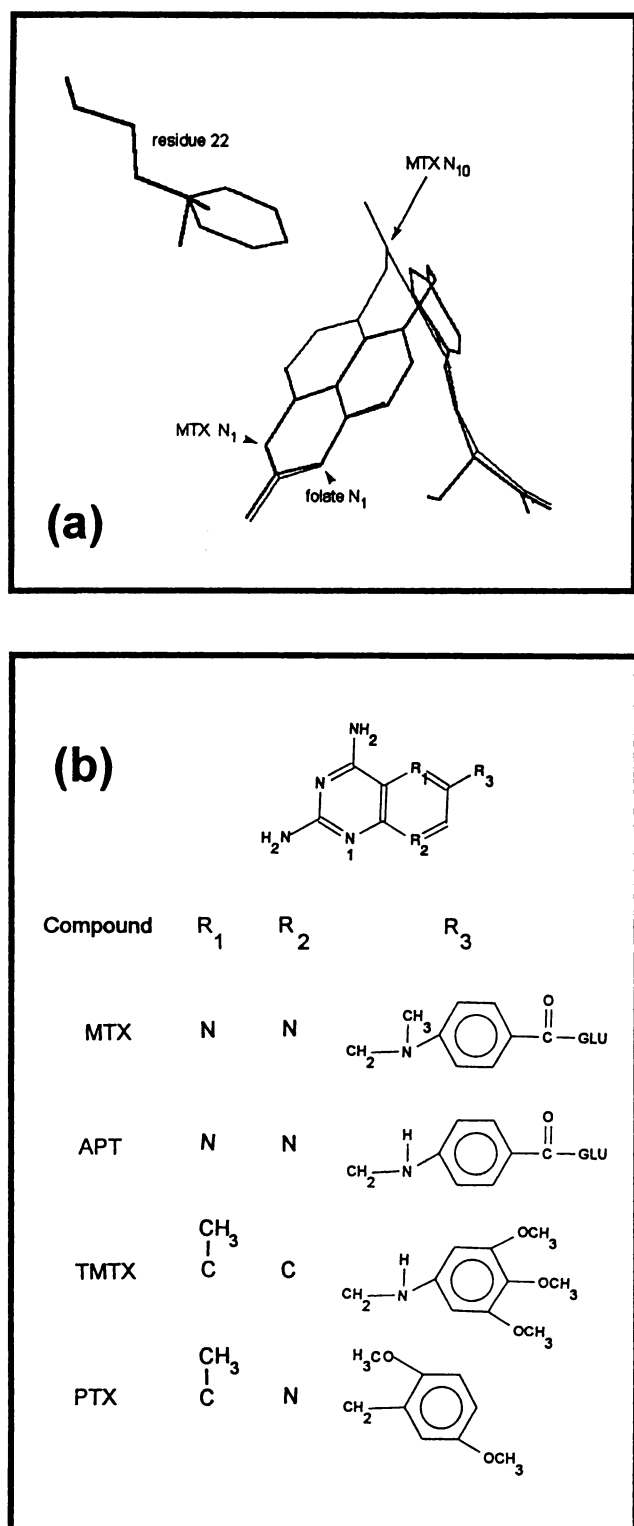 residue 22
MTX N10
MTX N1
folate N1
(a)
(b)
NH2
R1
R3
N
H2N
N
R2
1
Compound R1 R2 R3
CH3 O
MTX N N CH2 N C GLU
H O
APT N N CH2 N C GLU
CH3 H OCH3
TMTX C C CH2 N OCH3
OCH3
CH3 H3CO
PTX C N CH2
OCH3